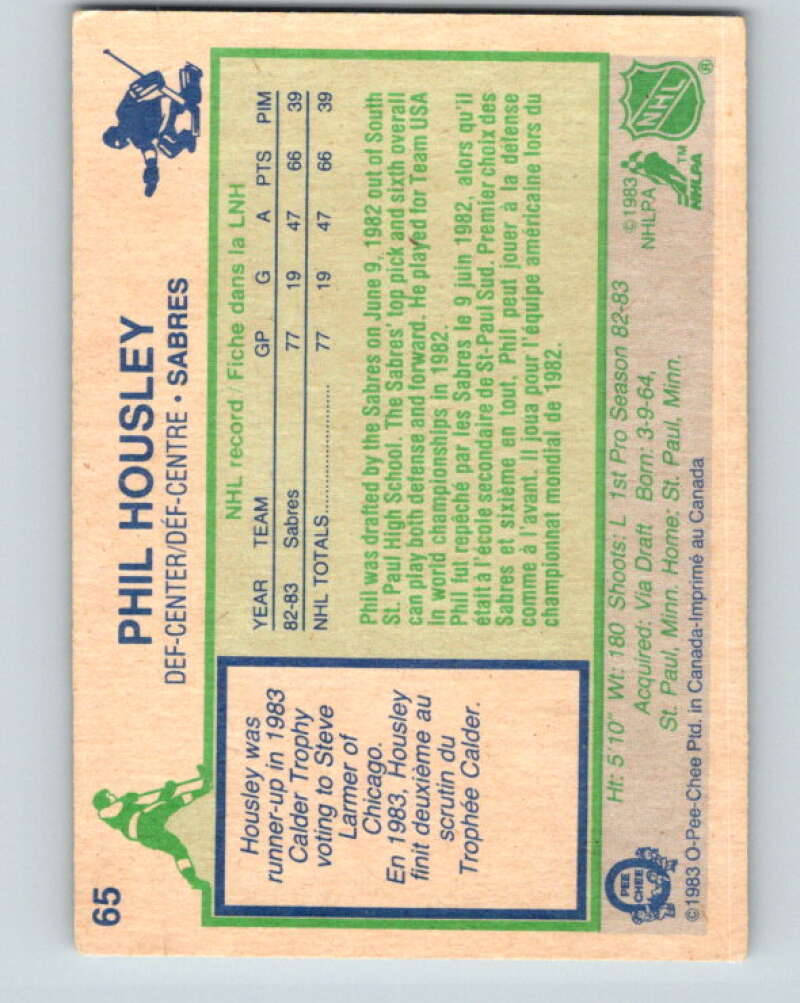 65
PHIL HOUSLEY
DEF-CENTER/DÉF-CENTRE • SABRES
Housley was
runner-up in 1983
Calder Trophy
voting to Steve
Larmer of
Chicago.
En 1983, Housley
finit deuxième au
scrutin du
Trophée Calder.
NHL record / Fiche dans la LNH
YEAR TEAM GP G A PTS PIM
82-83 Sabres 77 19 47 66 39
NHL TOTALS 77 19 47 66 39
Phil was drafted by the Sabres on June 9, 1982 out of South
St. Paul High School. The Sabres' top pick and sixth overall
can play both defense and forward. He played for Team USA
in world championships in 1982.
Phil fut repêché par les Sabres le 9 juin 1982, alors qu'il
était à l'école secondaire de St-Paul Sud. Premier choix des
Sabres et sixième en tout, Phil peut jouer à la défense
comme à l'avant. Il joua pour l'équipe américaine lors du
championnat mondial de 1982.
Ht: 5'10" Wt: 180 Shoots: L 1st Pro Season 82-83
Acquired: Via Draft Born: 3-9-64,
St. Paul, Minn. Home: St. Paul, Minn.
©1983 O-Pee-Chee Ptd. in Canada-Imprimé au Canada
O
PEE
CHEE
©1983
NHLPA
NHLPA
TM
NHL
®